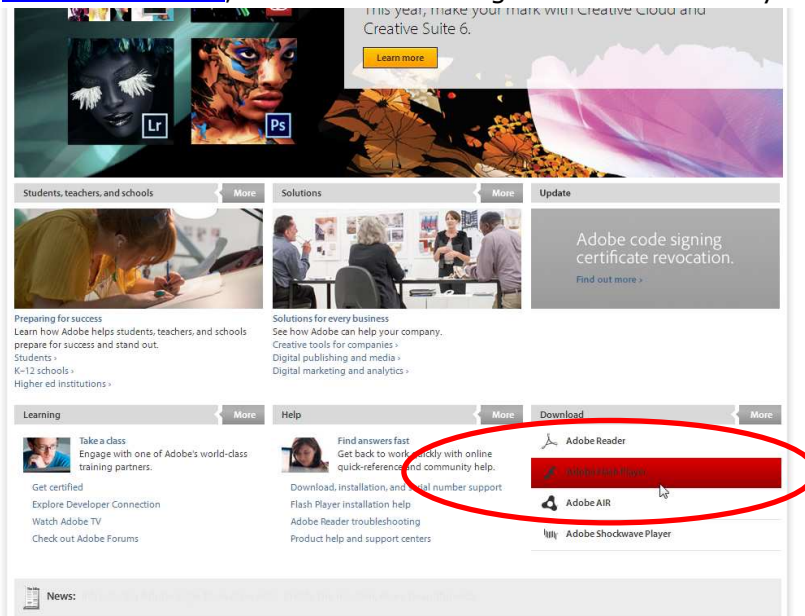 This year, make your mark with Creative Cloud and
Creative Suite 6.
Learn more
Lr
Ps
Students, teachers, and schools
More
Solutions
More
Update
Adobe code signing
certificate revocation.
Find out more ›
Preparing for success
Learn how Adobe helps students, teachers, and schools
prepare for success and stand out.
Students ›
K–12 schools ›
Higher ed institutions ›
Solutions for every business
See how Adobe can help your company.
Creative tools for companies ›
Digital publishing and media ›
Digital marketing and analytics ›
Learning
More
Take a class
Engage with one of Adobe's world-class
training partners.
Get certified
Explore Developer Connection
Watch Adobe TV
Check out Adobe Forums
Help
More
Find answers fast
Get back to work quickly with online
quick-reference and community help.
Download, installation, and serial number support
Flash Player installation help
Adobe Reader troubleshooting
Product help and support centers
Download
More
Adobe Reader
Adobe Flash Player
Adobe AIR
Adobe Shockwave Player
News: